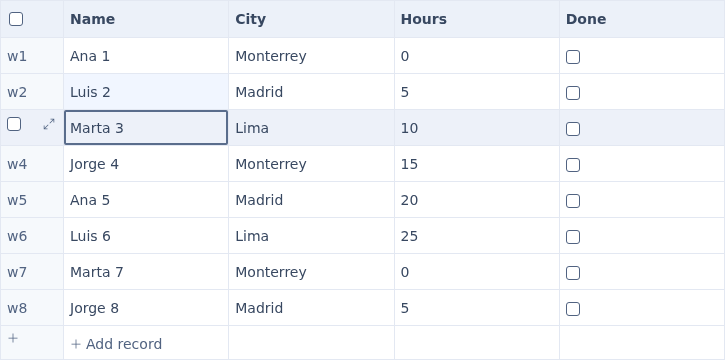 Name City Hours Done
w1 Ana 1 Monterrey 0
w2 Luis 2 Madrid 5
Marta 3 Lima 10
w4 Jorge 4 Monterrey 15
w5 Ana 5 Madrid 20
w6 Luis 6 Lima 25
w7 Marta 7 Monterrey 0
w8 Jorge 8 Madrid 5
+ + Add record